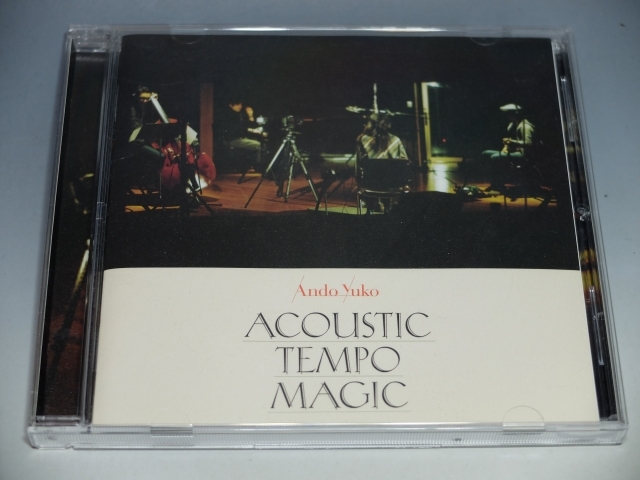 Ando Yuko
ACOUSTIC
TEMPO
MAGIC